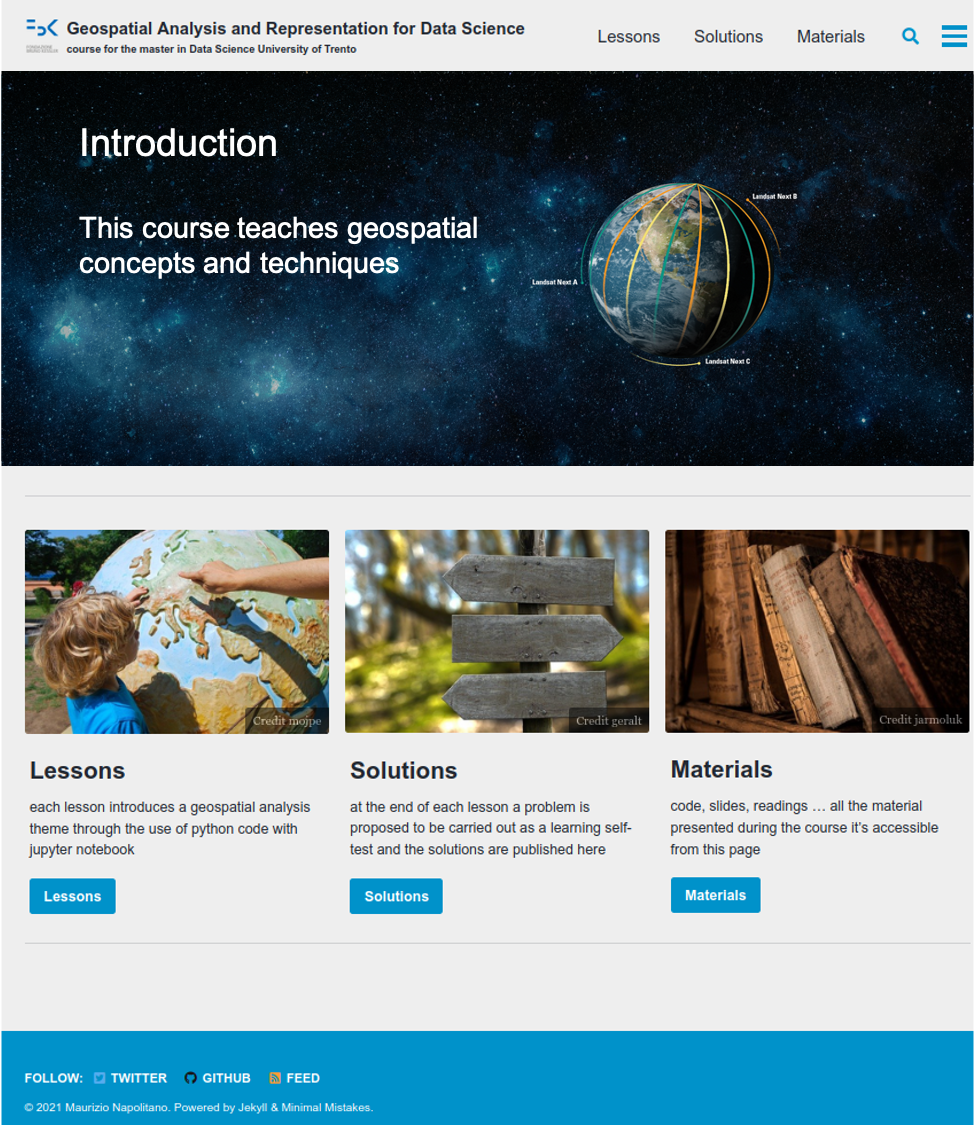 Geospatial Analysis and Representation for Data Science
course for the master in Data Science University of Trento
Lessons
Solutions
Materials
FONDAZIONE
BRUNO KESSLER
Introduction
This course teaches geospatial
concepts and techniques
Landsat Next B
Landsat Next A
Landsat Next C
Credit mojpe
Credit geralt
Credit jarmoluk
Lessons
each lesson introduces a geospatial analysis
theme through the use of python code with
jupyter notebook
Lessons
Solutions
at the end of each lesson a problem is
proposed to be carried out as a learning self-
test and the solutions are published here
Solutions
Materials
code, slides, readings … all the material
presented during the course it's accessible
from this page
Materials
FOLLOW: TWITTER GITHUB FEED
© 2021 Maurizio Napolitano. Powered by Jekyll & Minimal Mistakes.